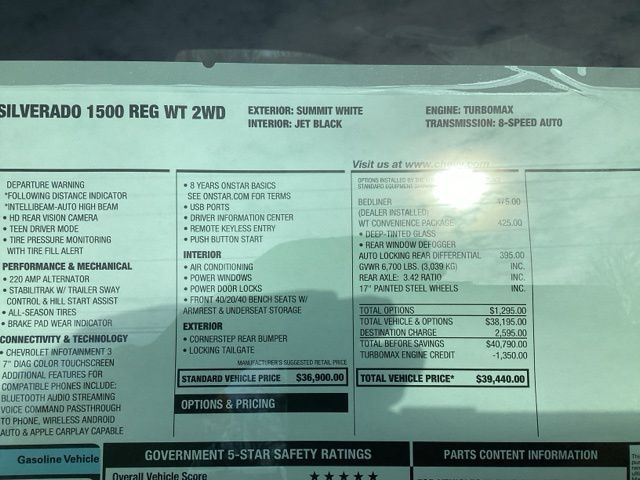 SILVERADO 1500 REG WT 2WD
EXTERIOR: SUMMIT WHITE
INTERIOR: JET BLACK
ENGINE: TURBOMAX
TRANSMISSION: 8-SPEED AUTO
DEPARTURE WARNING
*FOLLOWING DISTANCE INDICATOR
*INTELLIBEAM-AUTO HIGH BEAM
• HD REAR VISION CAMERA
• TEEN DRIVER MODE
• TIRE PRESSURE MONITORING
WITH TIRE FILL ALERT
PERFORMANCE & MECHANICAL
• 220 AMP ALTERNATOR
• STABILITRAK W/ TRAILER SWAY
CONTROL & HILL START ASSIST
• ALL-SEASON TIRES
• BRAKE PAD WEAR INDICATOR
CONNECTIVITY & TECHNOLOGY
• CHEVROLET INFOTAINMENT 3
7" DIAG COLOR TOUCHSCREEN
ADDITIONAL FEATURES FOR
COMPATIBLE PHONES INCLUDE:
BLUETOOTH AUDIO STREAMING
VOICE COMMAND PASSTHROUGH
TO PHONE, WIRELESS ANDROID
AUTO & APPLE CARPLAY CAPABLE
• 8 YEARS ONSTAR BASICS
SEE ONSTAR.COM FOR TERMS
• USB PORTS
• DRIVER INFORMATION CENTER
• REMOTE KEYLESS ENTRY
• PUSH BUTTON START
INTERIOR
• AIR CONDITIONING
• POWER WINDOWS
• POWER DOOR LOCKS
• FRONT 40/20/40 BENCH SEATS W/
ARMREST & UNDERSEAT STORAGE
EXTERIOR
• CORNERSTEP REAR BUMPER
• LOCKING TAILGATE
MANUFACTURER'S SUGGESTED RETAIL PRICE
STANDARD VEHICLE PRICE $36,900.00
OPTIONS & PRICING
Visit us at www.chevy.com
OPTIONS INSTALLED BY THE
STANDARD EQUIPMENT
BEDLINER 475.00
(DEALER INSTALLED)
WT CONVENIENCE PACKAGE 425.00
• DEEP-TINTED GLASS
• REAR WINDOW DEFOGGER
AUTO LOCKING REAR DIFFERENTIAL 395.00
GVWR 6,700 LBS. (3,039 KG) INC.
REAR AXLE: 3.42 RATIO INC.
17" PAINTED STEEL WHEELS INC.
TOTAL OPTIONS $1,295.00
TOTAL VEHICLE & OPTIONS $38,195.00
DESTINATION CHARGE 2,595.00
TOTAL BEFORE SAVINGS $40,790.00
TURBOMAX ENGINE CREDIT -1,350.00
TOTAL VEHICLE PRICE* $39,440.00
Gasoline Vehicle
GOVERNMENT 5-STAR SAFETY RATINGS
Overall Vehicle Score ★★★★
PARTS CONTENT INFORMATION